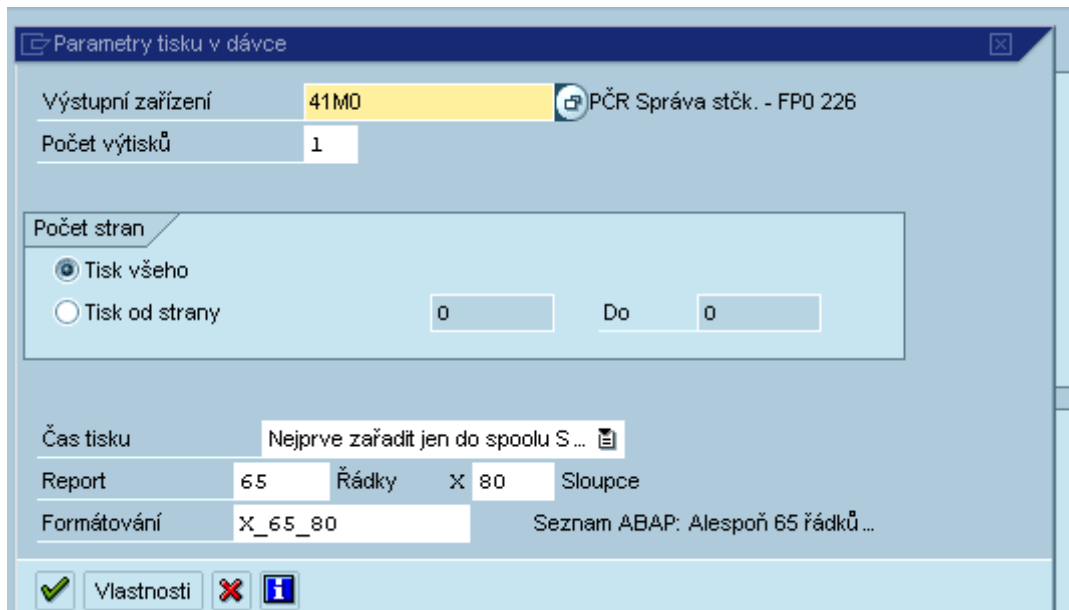 Parametry tisku v dávce
Výstupní zařízení 41M0 PČR Správa stčk. - FP0 226
Počet výtisků 1
Počet stran
Tisk všeho
Tisk od strany 0 Do 0
Čas tisku Nejprve zařadit jen do spoolu S...
Report 65 Řádky X 80 Sloupce
Formátování X_65_80 Seznam ABAP: Alespoň 65 řádků...
Vlastnosti